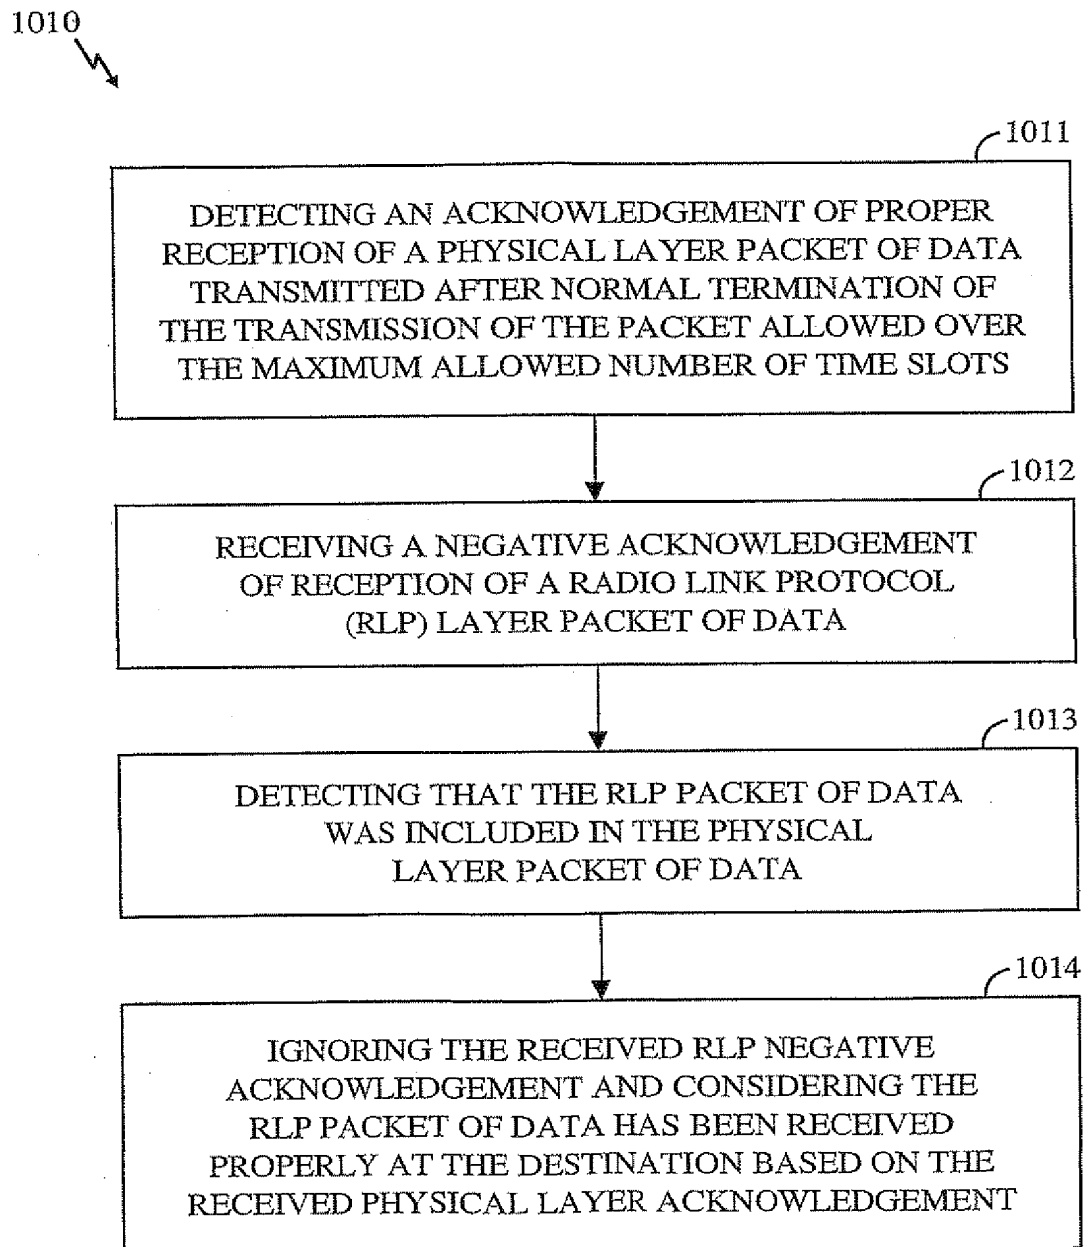 1010
1011
DETECTING AN ACKNOWLEDGEMENT OF PROPER
RECEPTION OF A PHYSICAL LAYER PACKET OF DATA
TRANSMITTED AFTER NORMAL TERMINATION OF
THE TRANSMISSION OF THE PACKET ALLOWED OVER
THE MAXIMUM ALLOWED NUMBER OF TIME SLOTS
1012
RECEIVING A NEGATIVE ACKNOWLEDGEMENT
OF RECEPTION OF A RADIO LINK PROTOCOL
(RLP) LAYER PACKET OF DATA
1013
DETECTING THAT THE RLP PACKET OF DATA
WAS INCLUDED IN THE PHYSICAL
LAYER PACKET OF DATA
1014
IGNORING THE RECEIVED RLP NEGATIVE
ACKNOWLEDGEMENT AND CONSIDERING THE
RLP PACKET OF DATA HAS BEEN RECEIVED
PROPERLY AT THE DESTINATION BASED ON THE
RECEIVED PHYSICAL LAYER ACKNOWLEDGEMENT